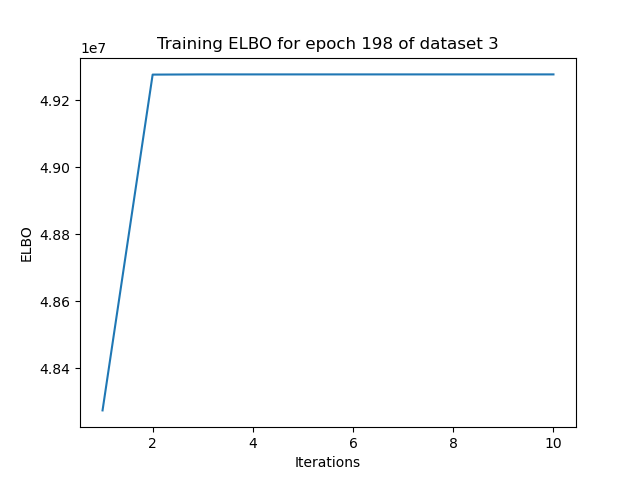 Training ELBO for epoch 198 of dataset 3
1e7
4.92
4.90
4.88
4.86
4.84
ELBO
2 4 6 8 10
Iterations